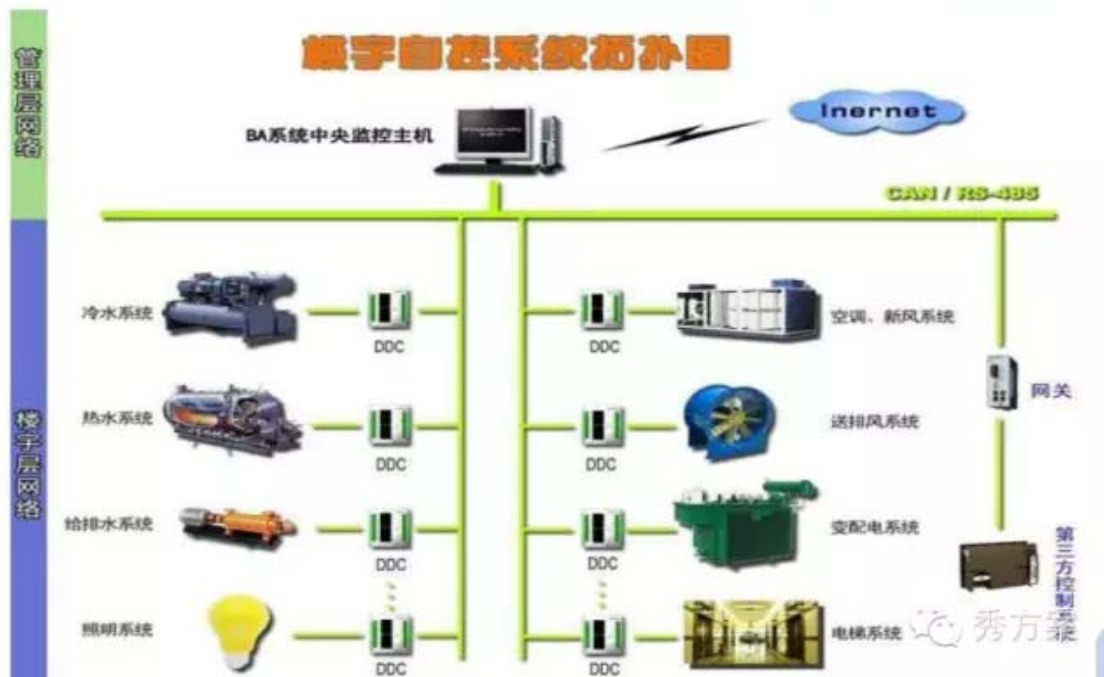 楼宇自控系统拓扑图
管理层网络
BA系统中央监控主机
Inernet
CAN / RS-485
楼宇层网络
冷水系统
DDC
DDC
空调、新风系统
网关
热水系统
DDC
DDC
送排风系统
给排水系统
DDC
DDC
变配电系统
第三方控制系统
照明系统
DDC
DDC
电梯系统
秀方案